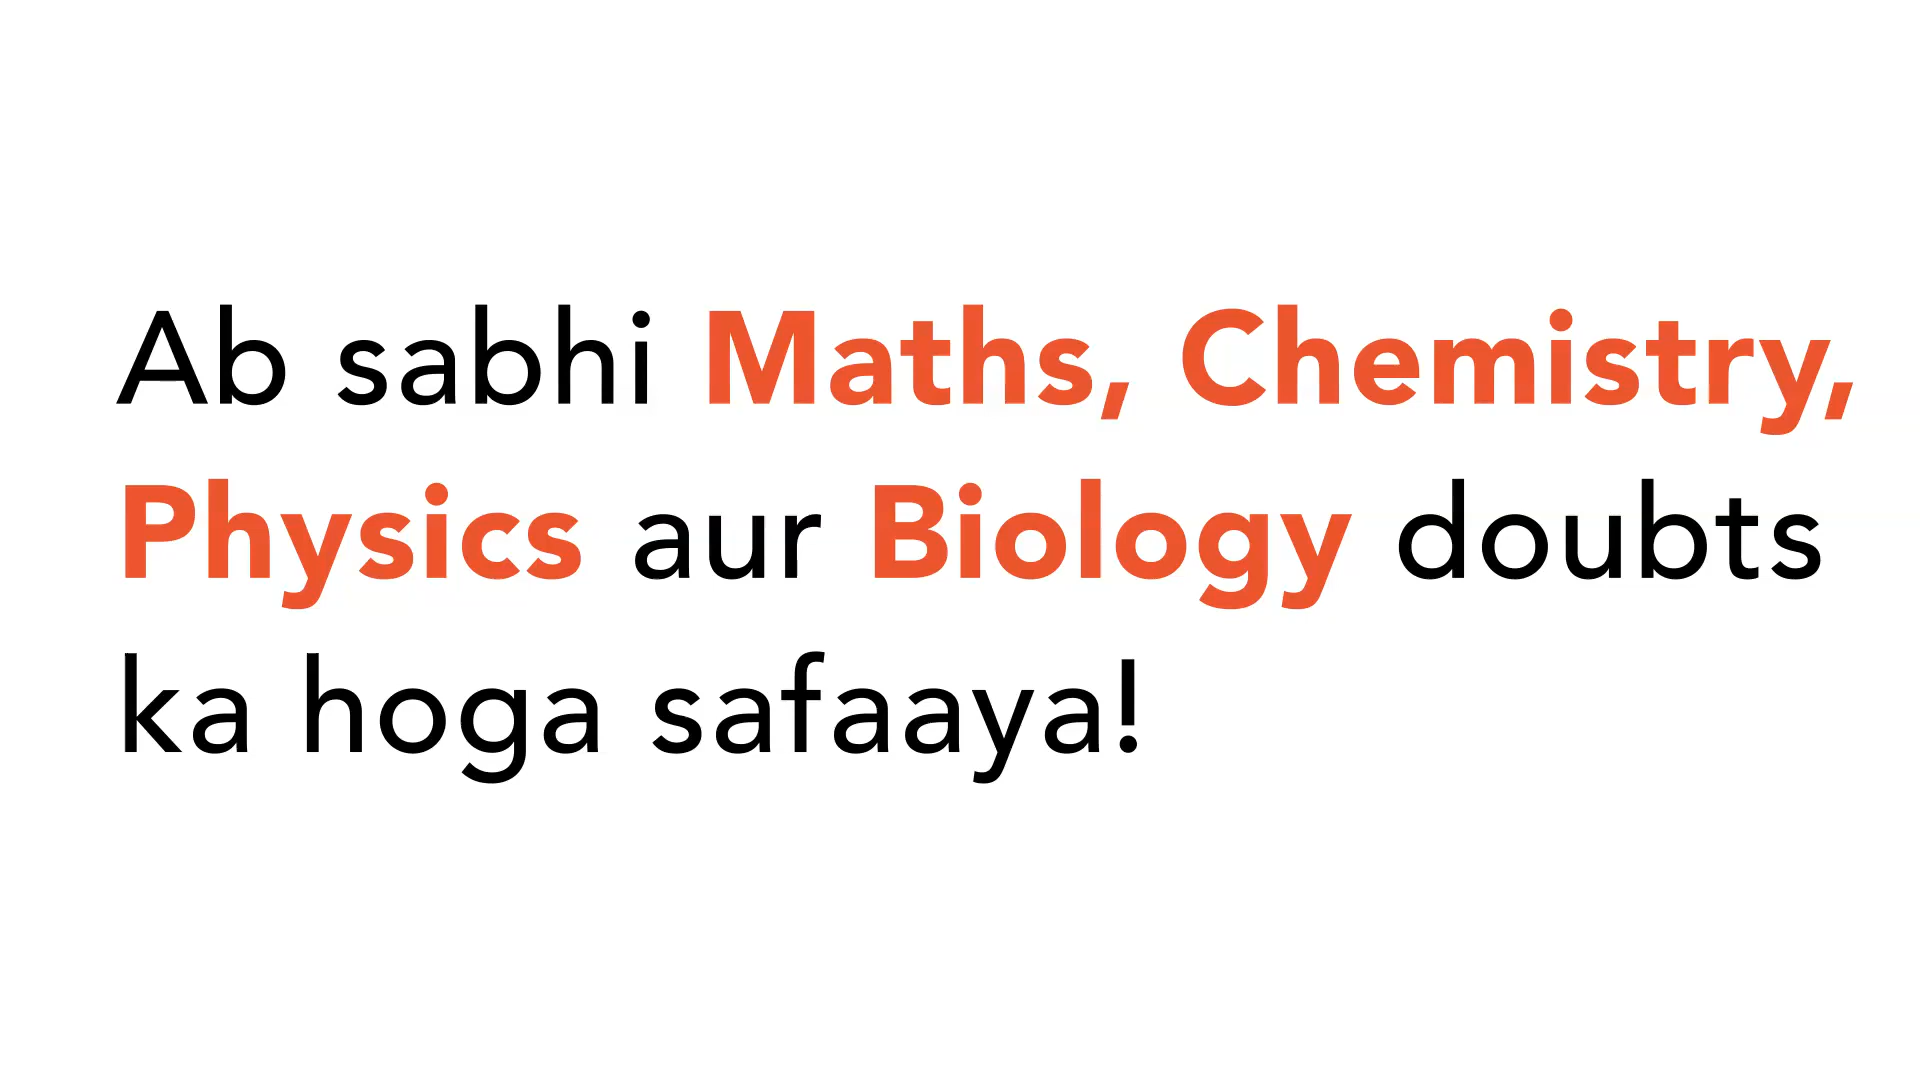 Ab sabhi Maths, Chemistry,
Physics aur Biology doubts
ka hoga safaaya!